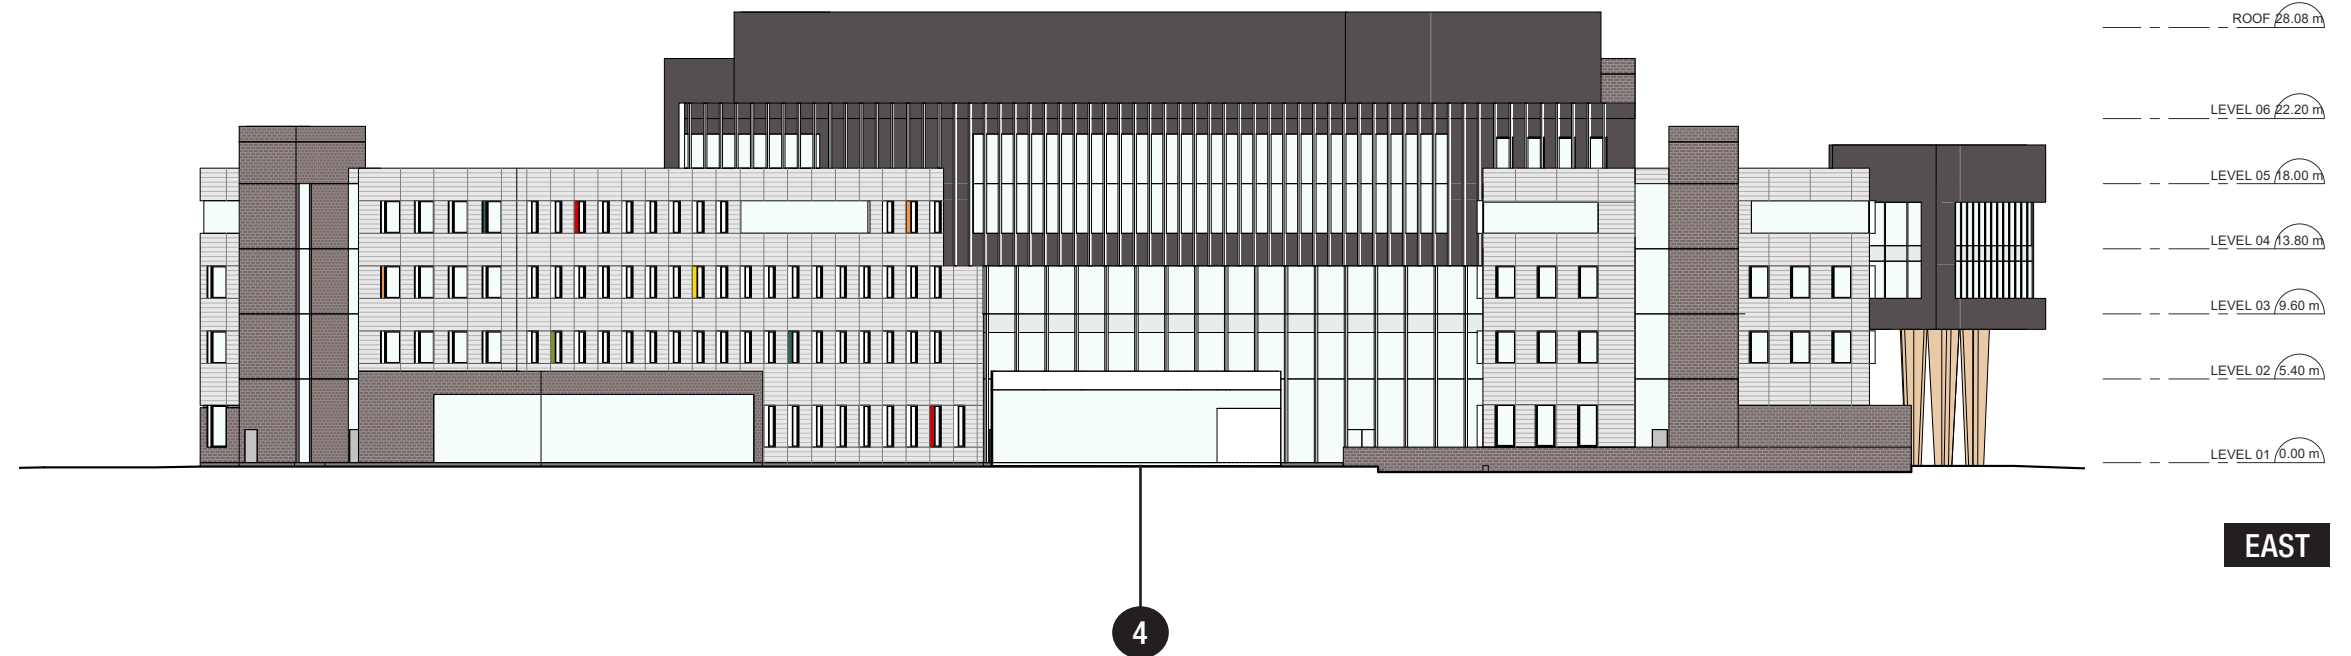 ROOF 28.08 m
LEVEL 06 22.20 m
LEVEL 05 18.00 m
LEVEL 04 13.80 m
LEVEL 03 9.60 m
LEVEL 02 5.40 m
LEVEL 01 0.00 m
EAST
4